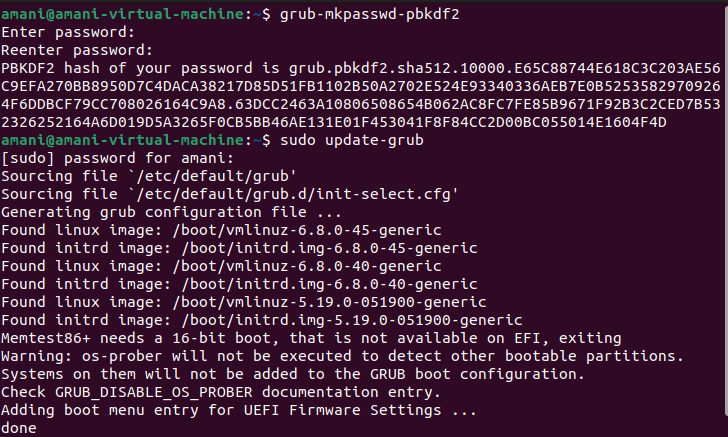 amani@amani-virtual-machine:~$ grub-mkpasswd-pbkdf2
Enter password:
Reenter password:
PBKDF2 hash of your password is grub.pbkdf2.sha512.10000.E65C88744E618C3C203AE56
C9EFA270BB8950D7C4DACA38217D85D51FB1102B50A2702E524E93340336AEB7E0B5253582970926
4F6DDBCF79CC708026164C9A8.63DCC2463A10806508654B062AC8FC7FE85B9671F92B3C2CED7B53
2326252164A6D019D5A3265F0CB5BB46AE131E01F453041F8F84CC2D00BC055014E1604F4D
amani@amani-virtual-machine:~$ sudo update-grub
[sudo] password for amani:
Sourcing file `/etc/default/grub'
Sourcing file `/etc/default/grub.d/init-select.cfg'
Generating grub configuration file ...
Found linux image: /boot/vmlinuz-6.8.0-45-generic
Found initrd image: /boot/initrd.img-6.8.0-45-generic
Found linux image: /boot/vmlinuz-6.8.0-40-generic
Found initrd image: /boot/initrd.img-6.8.0-40-generic
Found linux image: /boot/vmlinuz-5.19.0-051900-generic
Found initrd image: /boot/initrd.img-5.19.0-051900-generic
Memtest86+ needs a 16-bit boot, that is not available on EFI, exiting
Warning: os-prober will not be executed to detect other bootable partitions.
Systems on them will not be added to the GRUB boot configuration.
Check GRUB_DISABLE_OS_PROBER documentation entry.
Adding boot menu entry for UEFI Firmware Settings ...
done